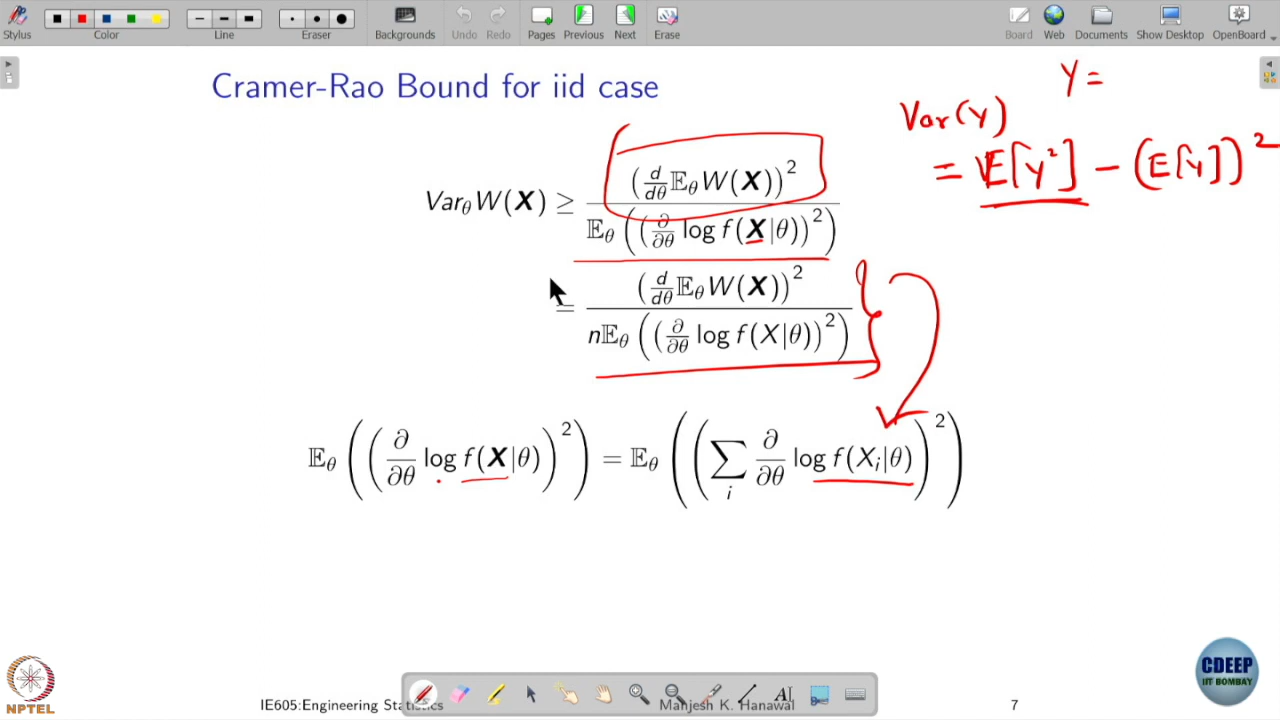 Stylus Color Line Eraser Backgrounds Undo Redo Pages Previous Next Erase Board Web Documents Show Desktop OpenBoard
Cramer-Rao Bound for iid case
Y =
Var(Y)
= E[Y²] − (E[Y])²
Var_θ W(𝑿) ≥ (d/dθ 𝔼_θ W(𝑿))² / 𝔼_θ((∂/∂θ log f(𝑿|θ))²)
= (d/dθ 𝔼_θ W(𝑿))² / n𝔼_θ((∂/∂θ log f(X|θ))²)
𝔼_θ((∂/∂θ log f(𝑿|θ))²) = 𝔼_θ((∑_i ∂/∂θ log f(X_i|θ))²)
NPTEL
IE605:Engineering Statistics
Manjesh K. Hanawal
7
CDEEP
IIT BOMBAY